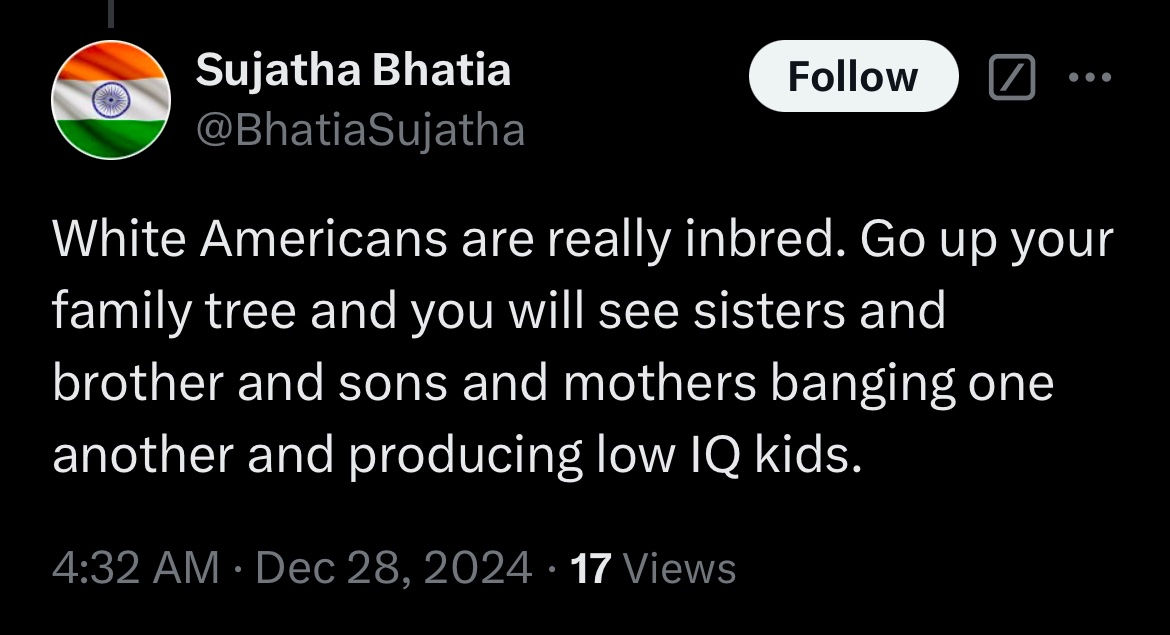 Sujatha Bhatia
@BhatiaSujatha
Follow
White Americans are really inbred. Go up your
family tree and you will see sisters and
brother and sons and mothers banging one
another and producing low IQ kids.
4:32 AM · Dec 28, 2024 · 17 Views